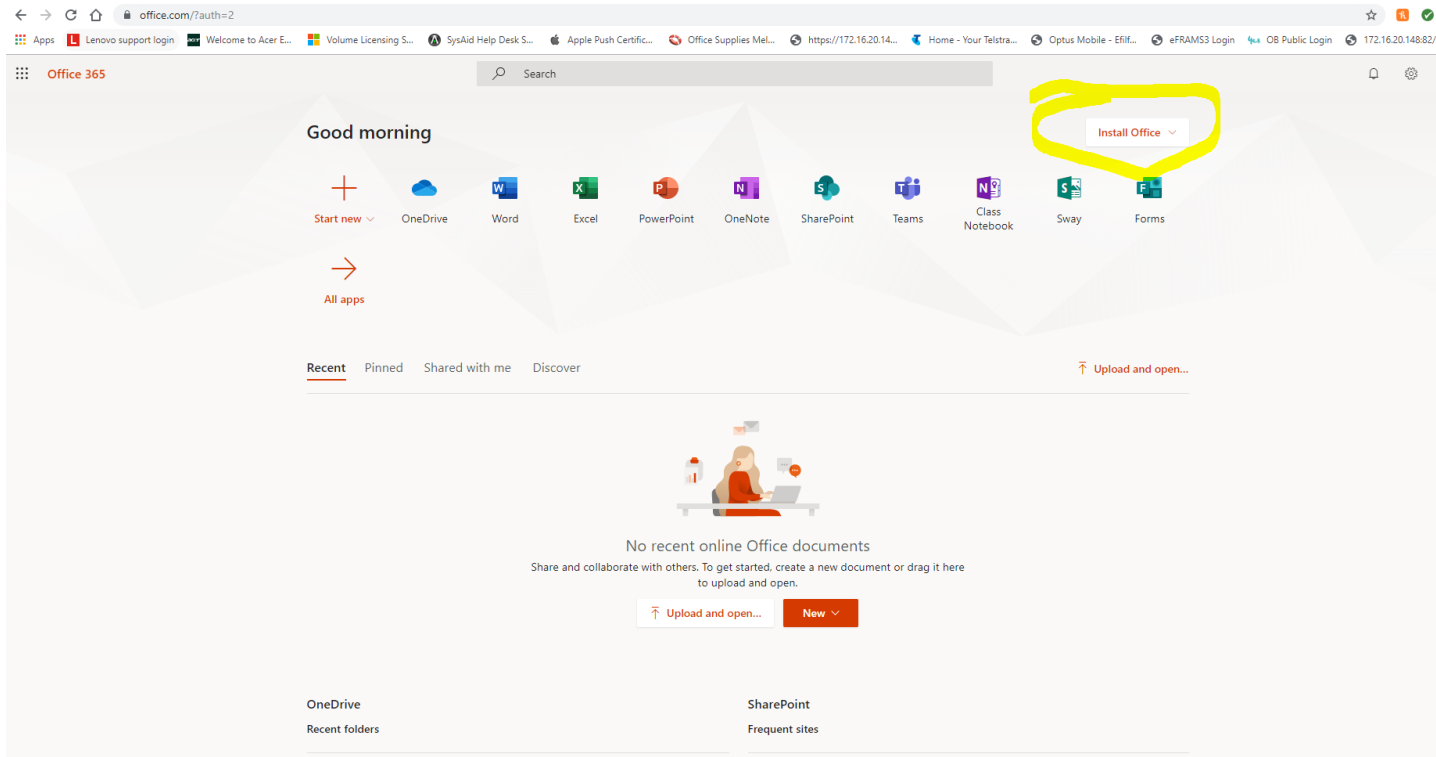 office.com/?auth=2
Apps Lenovo support login Welcome to Acer E... Volume Licensing S... SysAid Help Desk S... Apple Push Certific... Office Supplies Mel... https://172.16.20.14... Home - Your Telstra... Optus Mobile - Efilf... eFRAMS3 Login OB Public Login 172.16.20.148:82/
Office 365 Search
Good morning
Install Office
Start new OneDrive Word Excel PowerPoint OneNote SharePoint Teams Class Notebook Sway Forms
All apps
Recent Pinned Shared with me Discover Upload and open...
No recent online Office documents
Share and collaborate with others. To get started, create a new document or drag it here
to upload and open.
Upload and open... New
OneDrive SharePoint
Recent folders Frequent sites